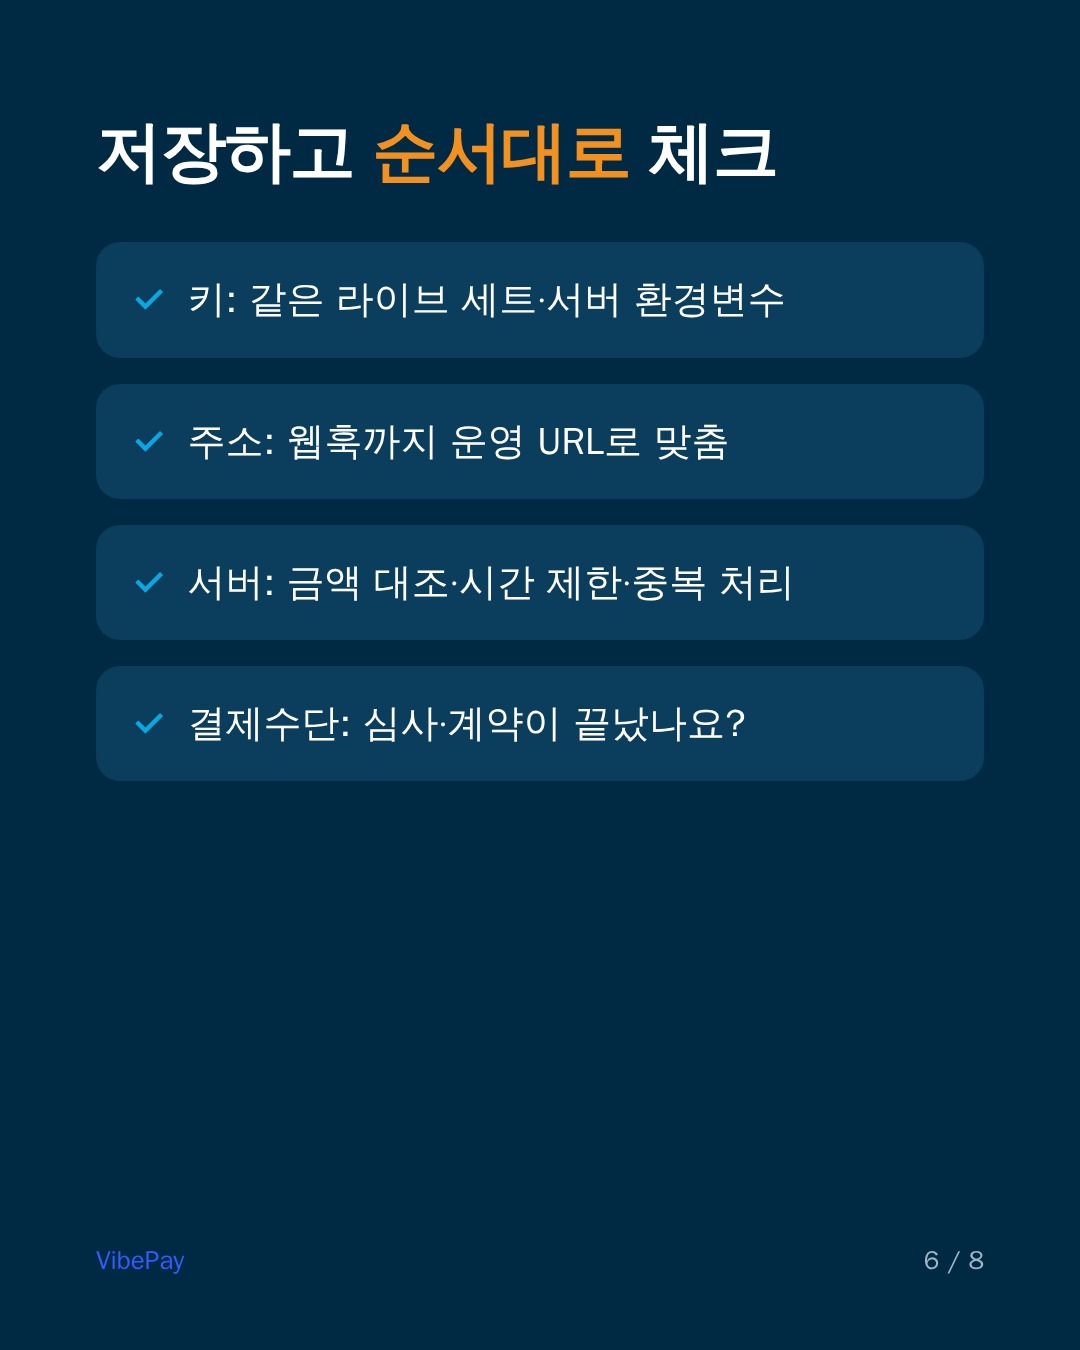 저장하고 순서대로 체크
키: 같은 라이브 세트·서버 환경변수
주소: 웹훅까지 운영 URL로 맞춤
서버: 금액 대조·시간 제한·중복 처리
결제수단: 심사·계약이 끝났나요?
VibePay
6 / 8